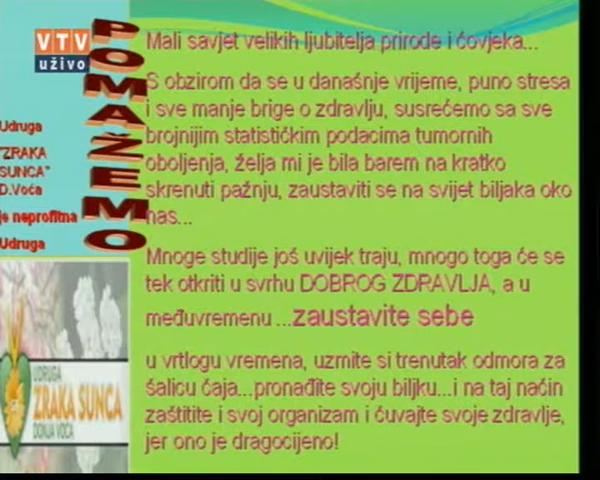 VTV
uživo
POMAŽEMO
Udruga
"ZRAKA
SUNCA"
D.Voća
je neprofitna
Udruga
UDRUGA
ZRAKA SUNCA
DONJA VOĆA
Mali savjet velikih ljubitelja prirode i čovjeka...
S obzirom da se u današnje vrijeme, puno stresa
i sve manje brige o zdravlju, susrećemo sa sve
brojnijim statističkim podacima tumornih
oboljenja, želja mi je bila barem na kratko
skrenuti pažnju, zaustaviti se na svijet biljaka oko
nas...
Mnoge studije još uvijek traju, mnogo toga će se
tek otkriti u svrhu DOBROG ZDRAVLJA, a u
međuvremenu ...zaustavite sebe
u vrtlogu vremena, uzmite si trenutak odmora za
šalicu čaja...pronađite svoju biljku...i na taj način
zaštitite i svoj organizam i čuvajte svoje zdravlje,
jer ono je dragocijeno!